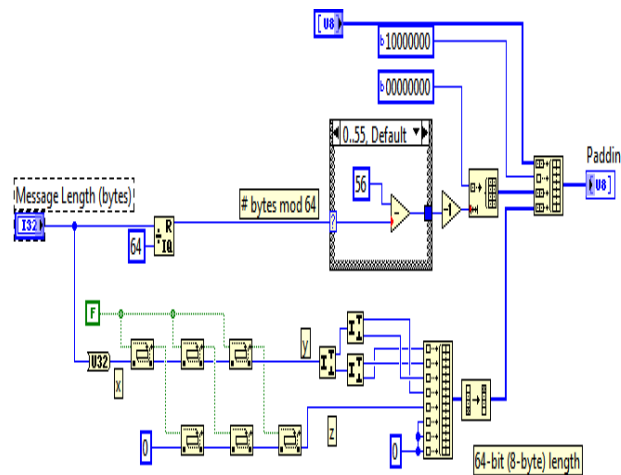 [U8]
b 10000000
b 00000000
0..55, Default
56
-
-1
Paddin
U8]
Message Length (bytes)
I32
64
R
IQ
# bytes mod 64
?
F
U32
x
y
0
z
0
64-bit (8-byte) length